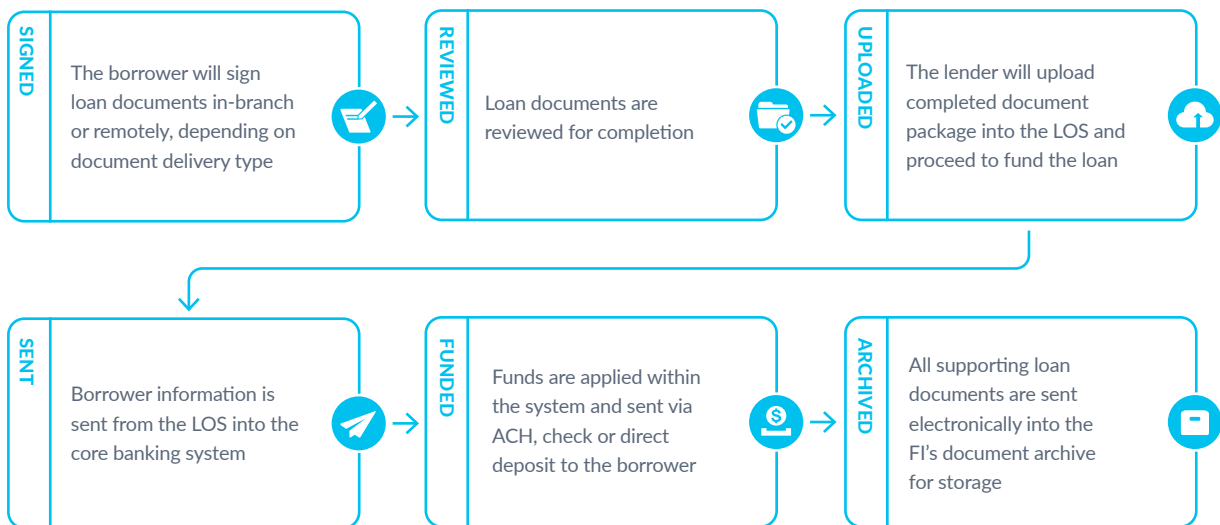 SIGNED
The borrower will sign
loan documents in-branch
or remotely, depending on
document delivery type
REVIEWED
Loan documents are
reviewed for completion
UPLOADED
The lender will upload
completed document
package into the LOS and
proceed to fund the loan
SENT
Borrower information is
sent from the LOS into the
core banking system
FUNDED
Funds are applied within
the system and sent via
ACH, check or direct
deposit to the borrower
ARCHIVED
All supporting loan
documents are sent
electronically into the
FI’s document archive
for storage